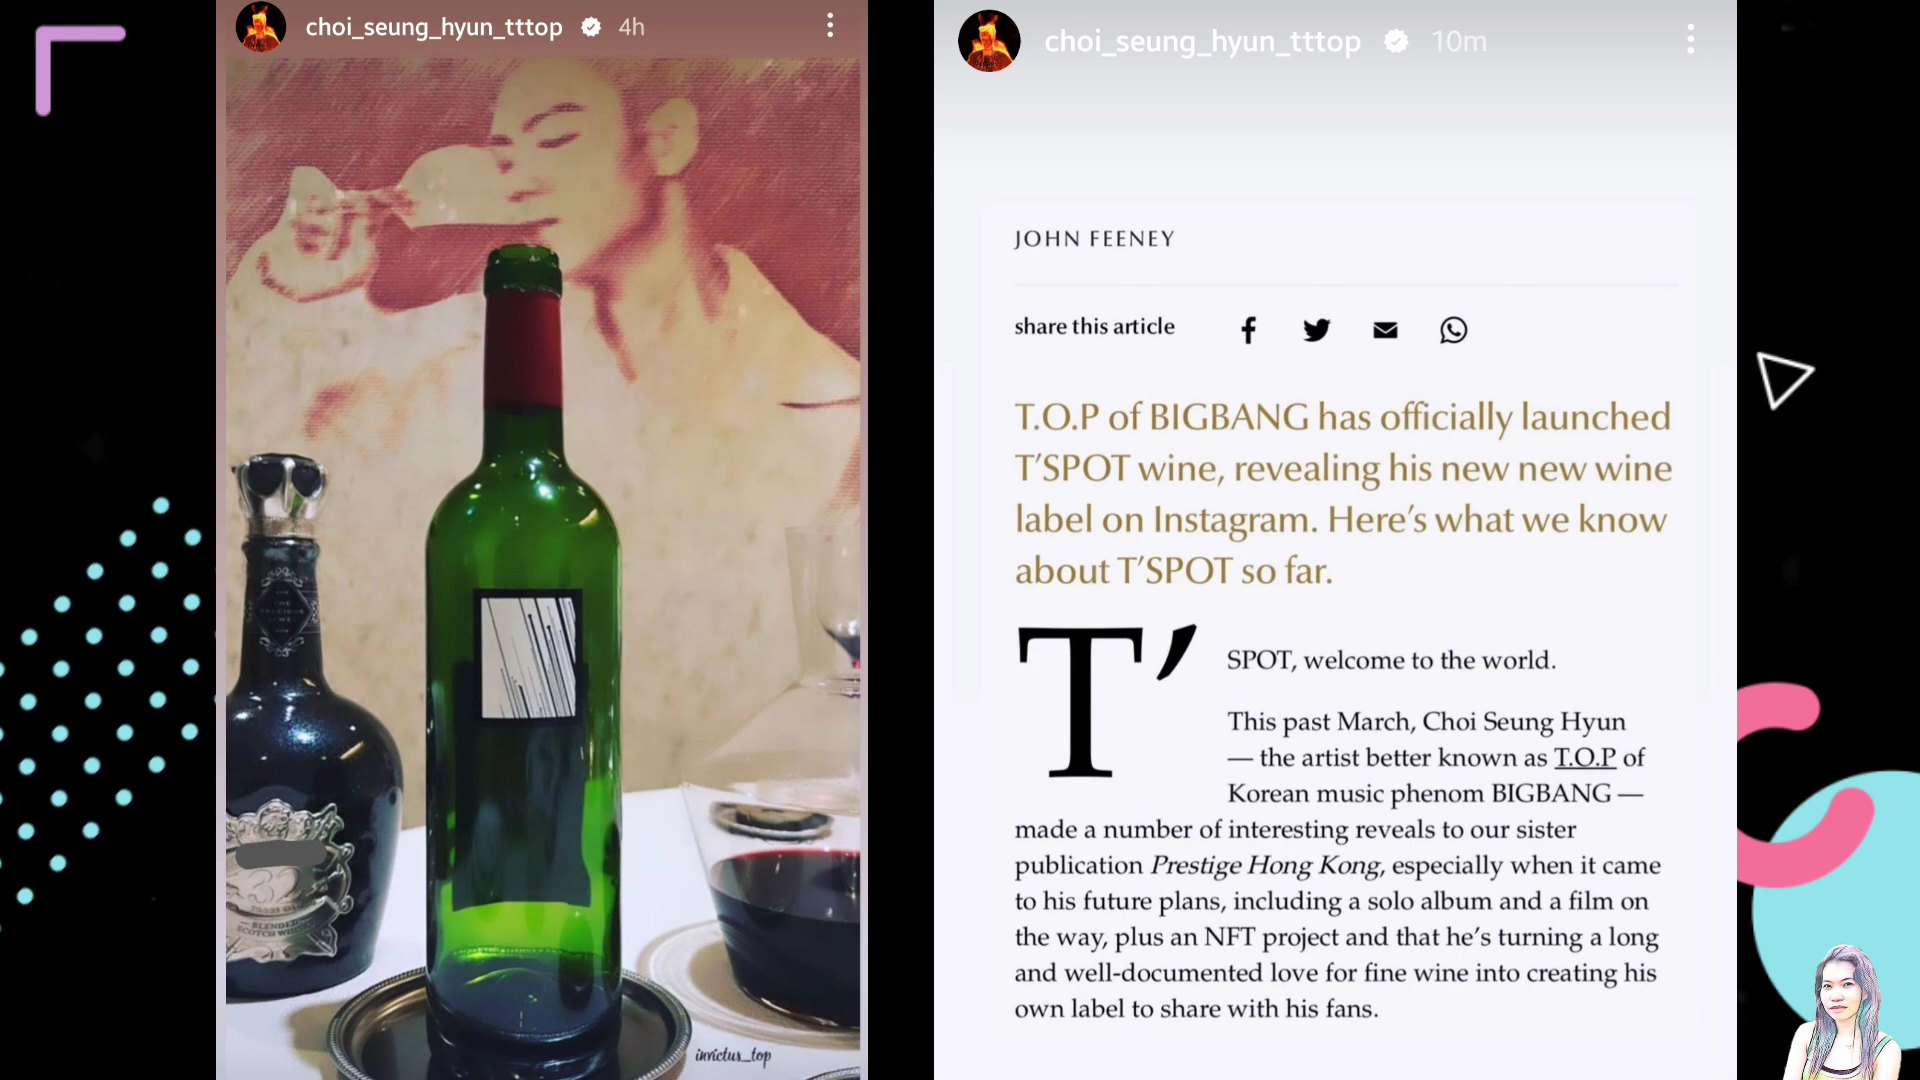 choi_seung_hyun_tttop 4h
BLENDED
SCOTCH WHISKY
invictus_top
choi_seung_hyun_tttop 10m
JOHN FEENEY
share this article
T.O.P of BIGBANG has officially launched
T'SPOT wine, revealing his new new wine
label on Instagram. Here's what we know
about T'SPOT so far.
T'SPOT, welcome to the world.
This past March, Choi Seung Hyun
— the artist better known as T.O.P of
Korean music phenom BIGBANG —
made a number of interesting reveals to our sister
publication Prestige Hong Kong, especially when it came
to his future plans, including a solo album and a film on
the way, plus an NFT project and that he's turning a long
and well-documented love for fine wine into creating his
own label to share with his fans.